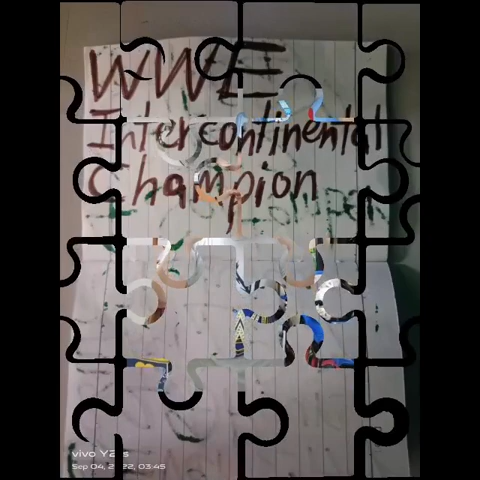 WWE
Intercontinental
Champion
vivo Y2 s
Sep 04, 2 22, 03:45